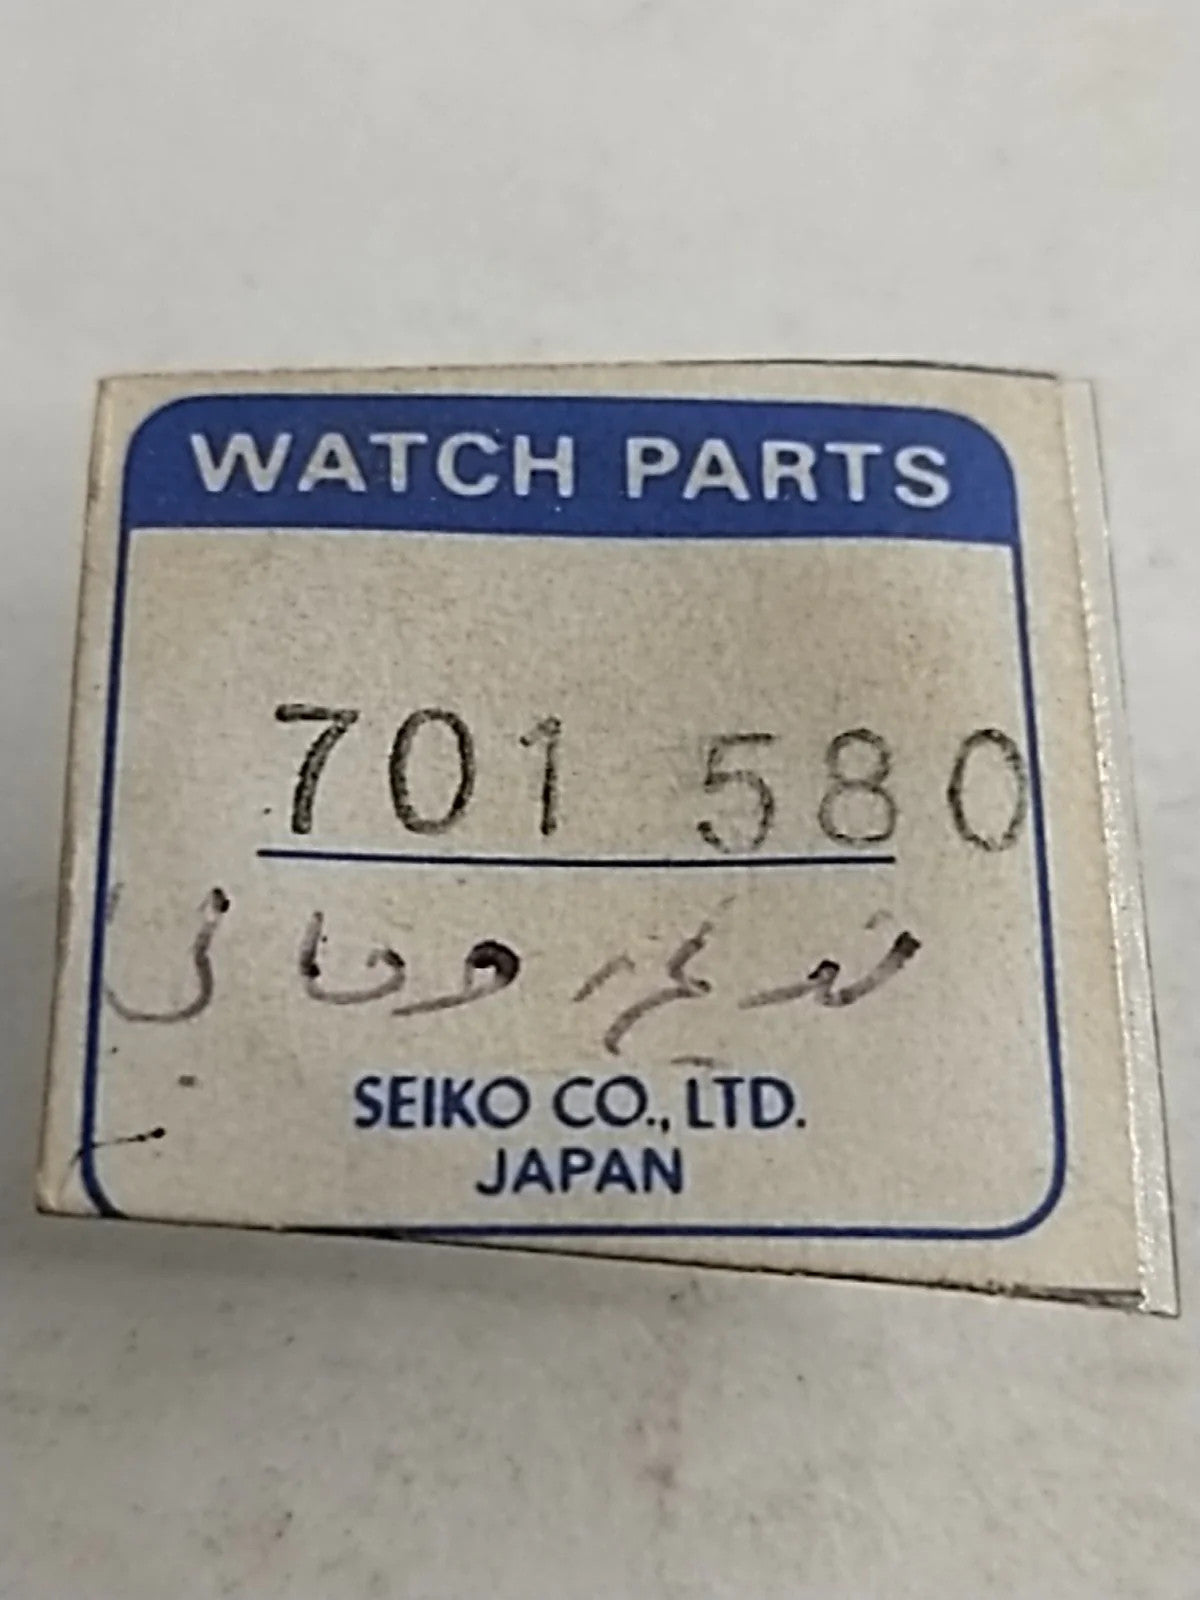 WATCH PARTS
701 580
SEIKO CO., LTD.
JAPAN